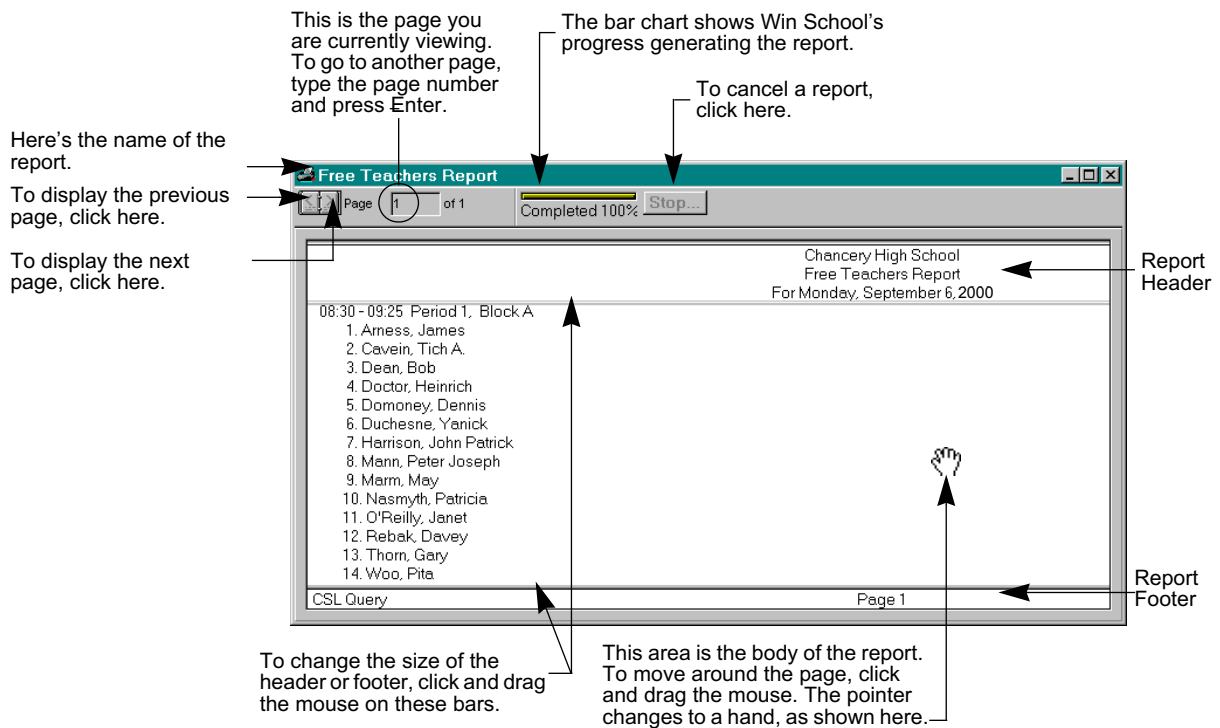 This is the page you
are currently viewing.
To go to another page,
type the page number
and press Enter.
The bar chart shows Win School's
progress generating the report.
To cancel a report,
click here.
Here's the name of the
report.
To display the previous
page, click here.
To display the next
page, click here.
Free Teachers Report
Page 1 of 1
Completed 100%
Stop...
Chancery High School
Free Teachers Report
For Monday, September 6, 2000
Report
Header
08:30 - 09:25 Period 1, Block A
1. Arness, James
2. Cavein, Tich A.
3. Dean, Bob
4. Doctor, Heinrich
5. Domoney, Dennis
6. Duchesne, Yanick
7. Harrison, John Patrick
8. Mann, Peter Joseph
9. Marm, May
10. Nasmyth, Patricia
11. O'Reilly, Janet
12. Rebak, Davey
13. Thorn, Gary
14. Woo, Pita
CSL Query
Page 1
Report
Footer
To change the size of the
header or footer, click and drag
the mouse on these bars.
This area is the body of the report.
To move around the page, click
and drag the mouse. The pointer
changes to a hand, as shown here.